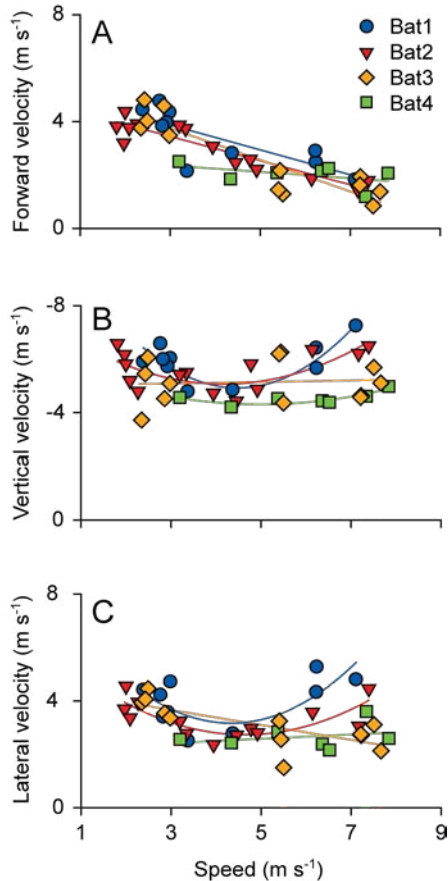 A
Forward velocity (m s⁻¹)
8
4
0
Bat1
Bat2
Bat3
Bat4
B
Vertical velocity (m s⁻¹)
-8
-4
0
C
Lateral velocity (m s⁻¹)
8
4
0
1 3 5 7 9
Speed (m s⁻¹)